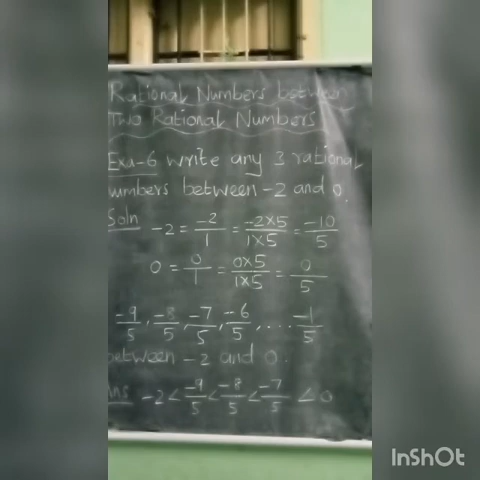 Rational Numbers between
Two Rational Numbers
Exa-6 write any 3 rational
numbers between -2 and 0.
Soln -2 = -2/1 = -2×5/1×5 = -10/5
0 = 0/1 = 0×5/1×5 = 0/5
-9/5, -8/5, -7/5, -6/5, ... -1/5
between -2 and 0.
Ans -2 < -9/5 < -8/5 < -7/5 < 0
InShOt